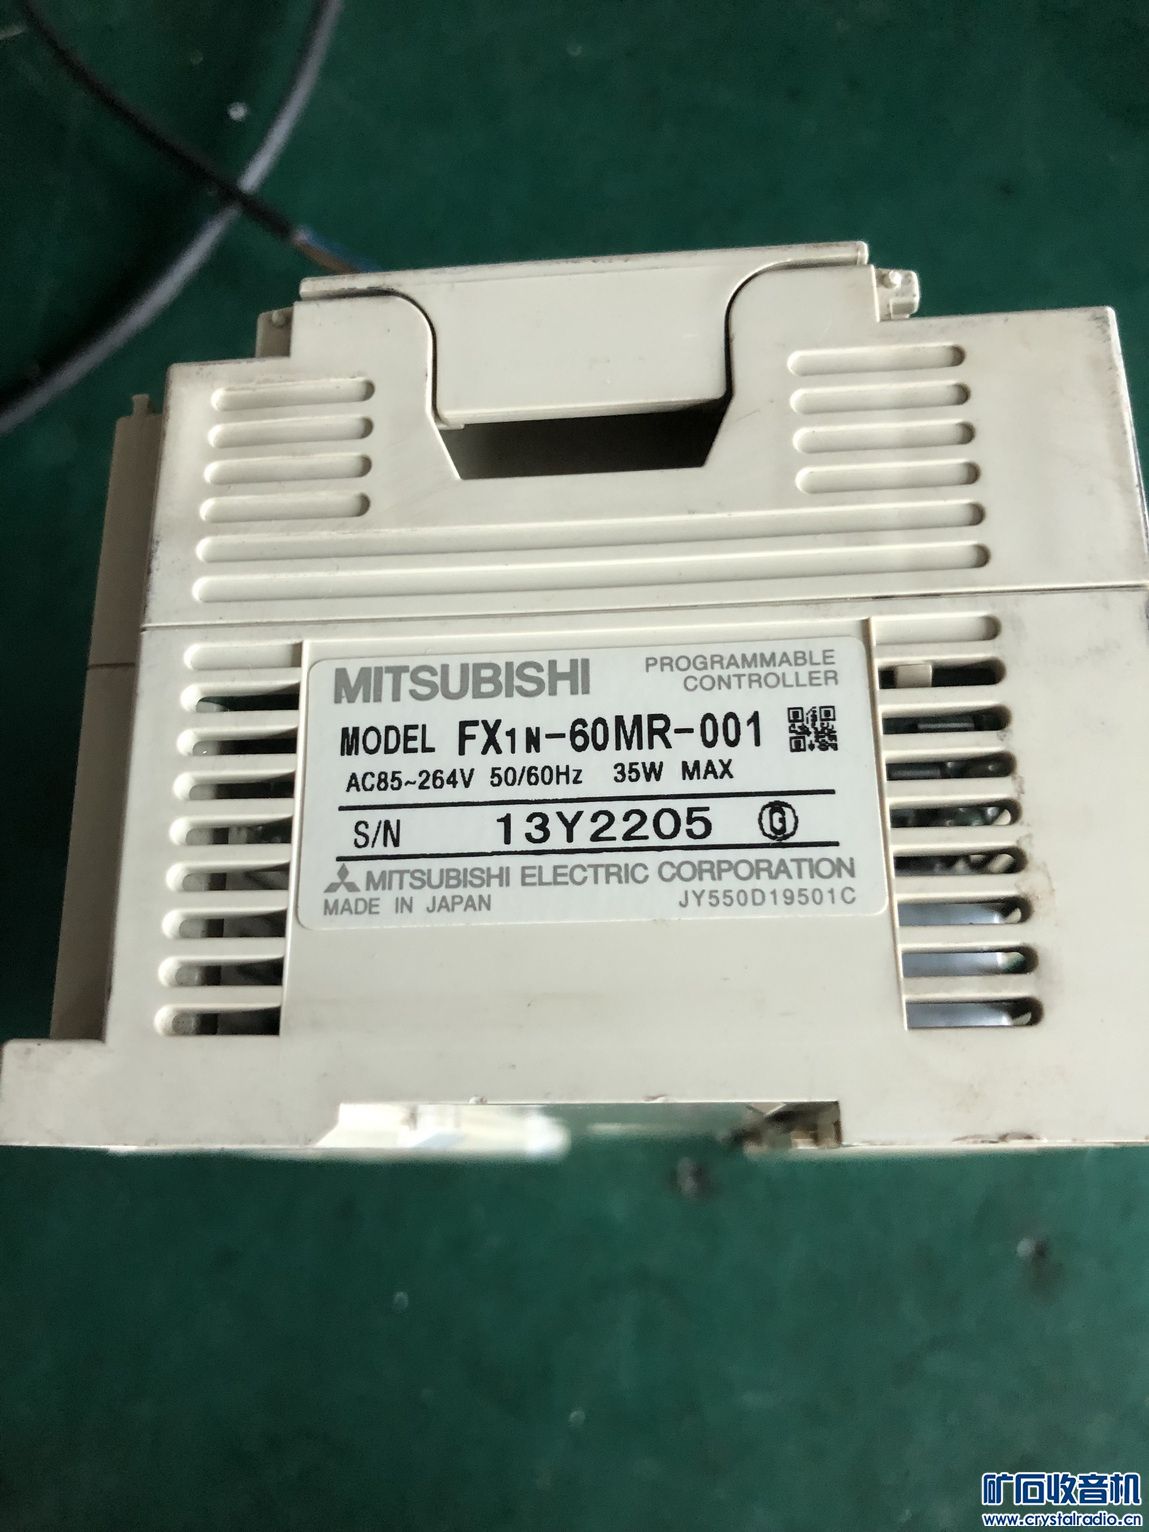 MITSUBISHI
PROGRAMMABLE
CONTROLLER
MODEL FX1N-60MR-001
AC85~264V 50/60Hz 35W MAX
S/N 13Y2205 G
MITSUBISHI ELECTRIC CORPORATION
MADE IN JAPAN JY550D19501C
矿石收音机
www.crystalradio.cn